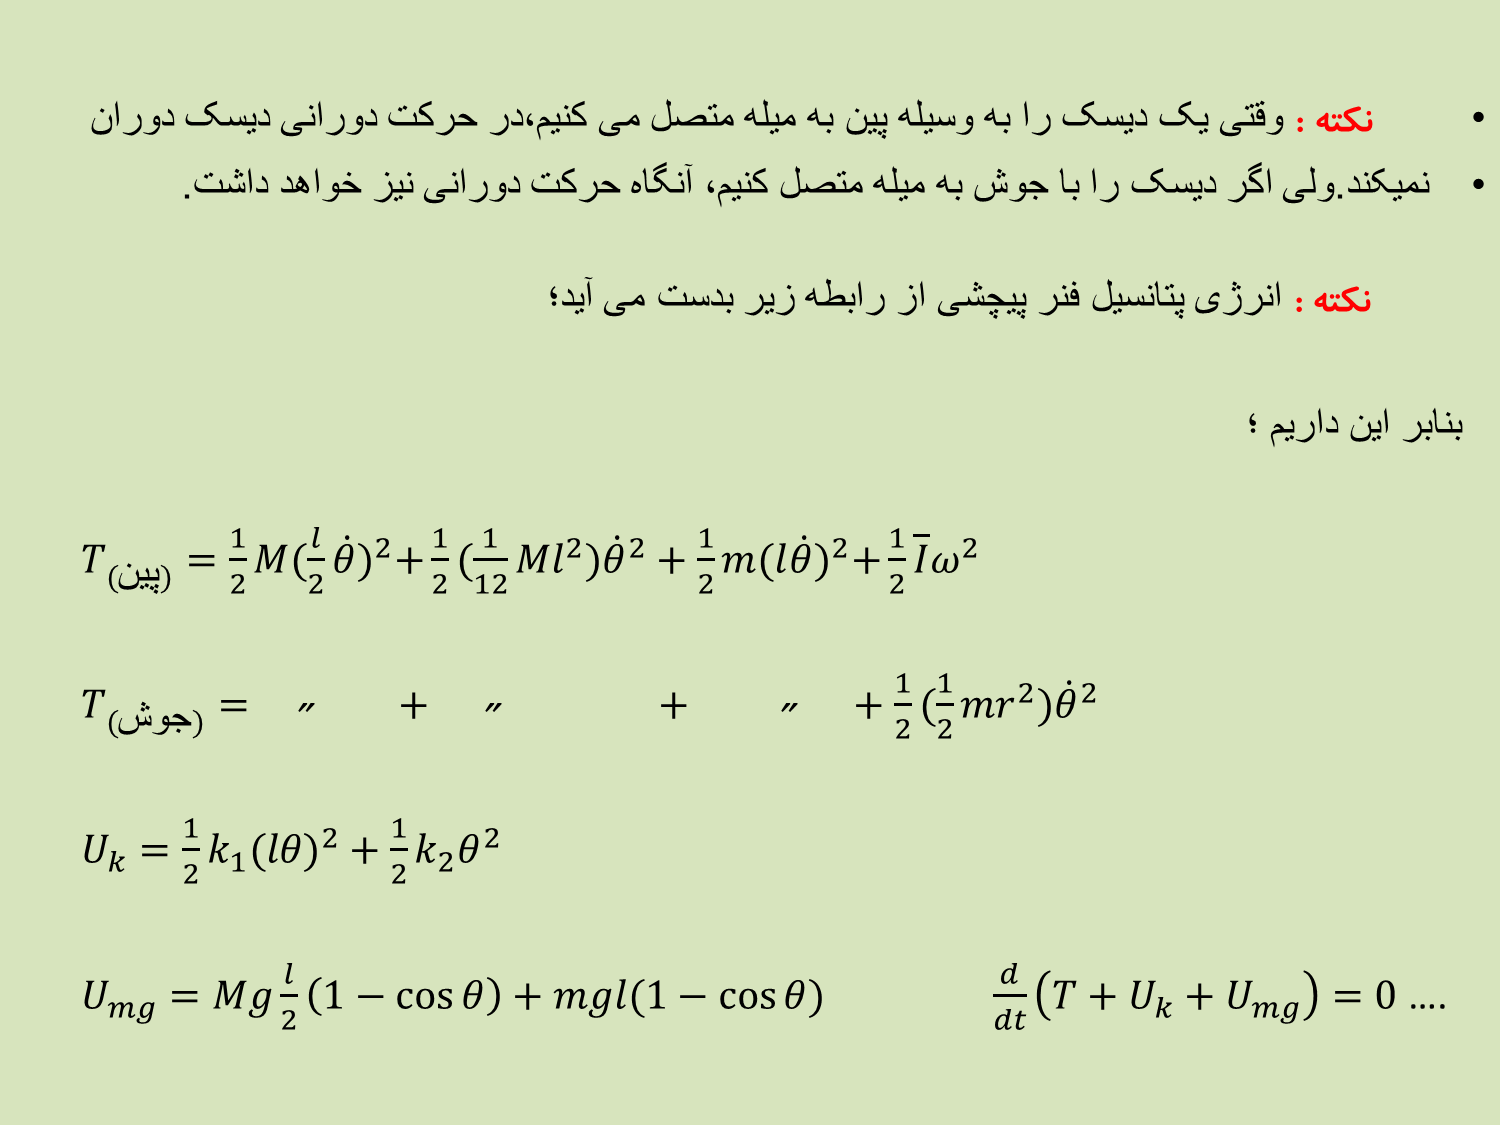 • نکته : وقتی یک دیسک را به وسیله پین به میله متصل می کنیم،در حرکت دورانی دیسک دوران
• نمیکند.ولی اگر دیسک را با جوش به میله متصل کنیم، آنگاه حرکت دورانی نیز خواهد داشت.
نکته : انرژی پتانسیل فنر پیچشی از رابطه زیر بدست می آید؛
بنابر این داریم ؛
T₍پین₎ = 1/2 M(l/2 θ̇)² + 1/2 (1/12 Ml²)θ̇² + 1/2 m(lθ̇)² + 1/2 I̅ω²
T₍جوش₎ = ″ + ″ + ″ + 1/2 (1/2 mr²)θ̇²
U_k = 1/2 k₁(lθ)² + 1/2 k₂θ²
U_mg = Mg l/2 (1 − cos θ) + mgl(1 − cos θ) d/dt (T + U_k + U_mg) = 0 ….